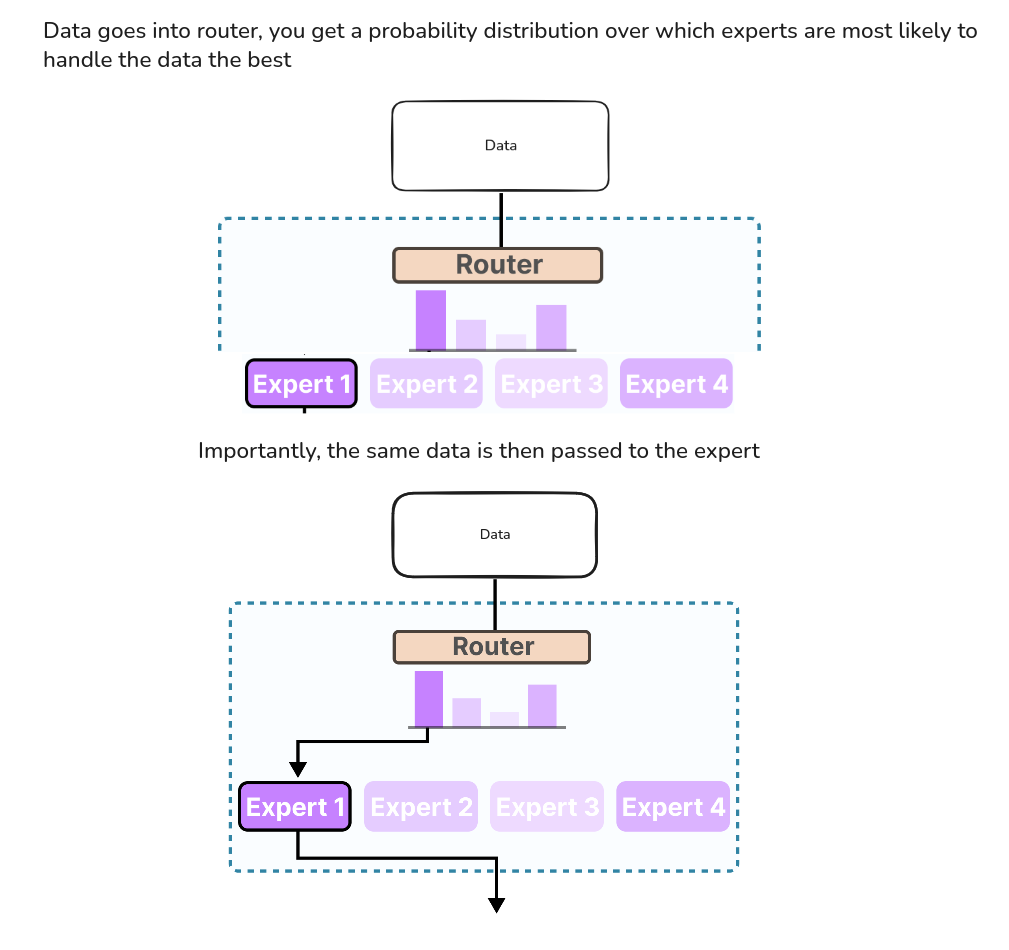 Data goes into router, you get a probability distribution over which experts are most likely to
handle the data the best
Data
Router
Expert 1 Expert 2 Expert 3 Expert 4
Importantly, the same data is then passed to the expert
Data
Router
Expert 1 Expert 2 Expert 3 Expert 4